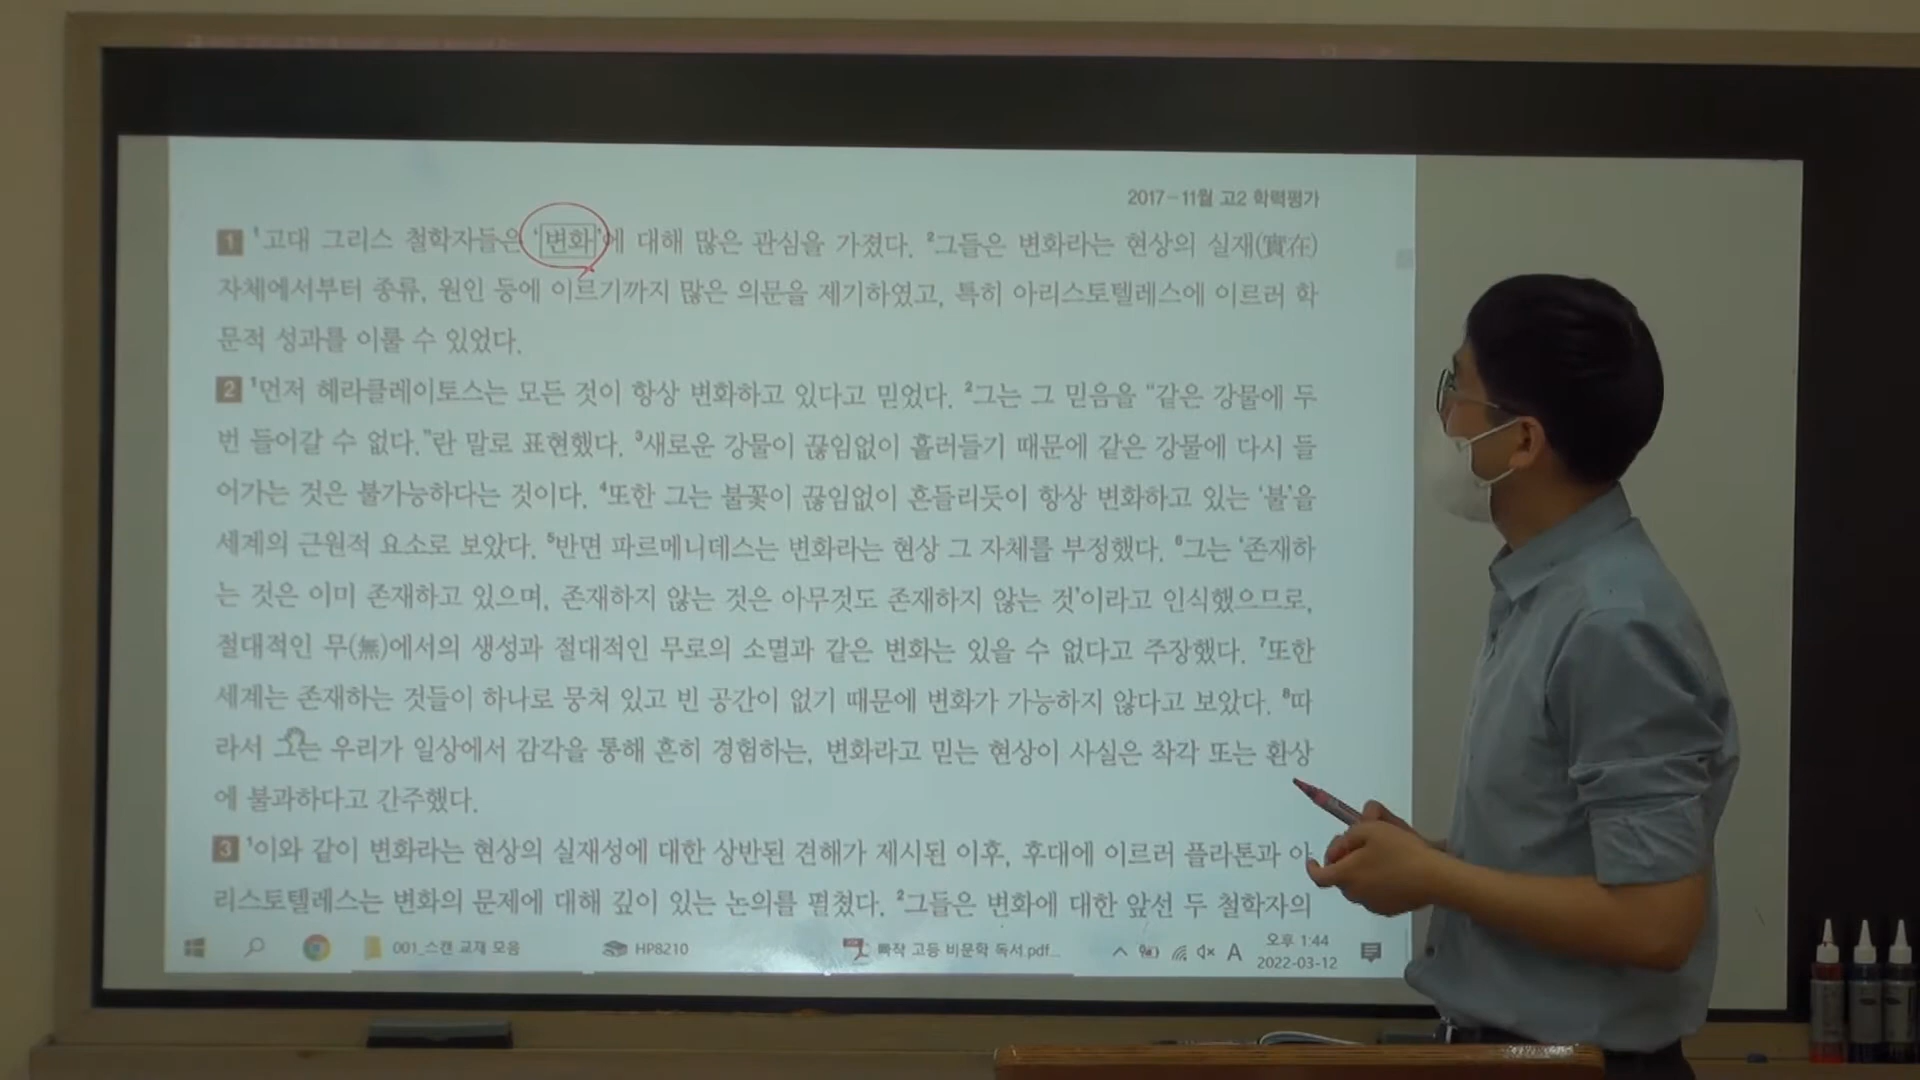 2017-11월 고2 학력평가
1 ¹고대 그리스 철학자들은 '변화'에 대해 많은 관심을 가졌다. ²그들은 변화라는 현상의 실재(實在)
자체에서부터 종류, 원인 등에 이르기까지 많은 의문을 제기하였고, 특히 아리스토텔레스에 이르러 학
문적 성과를 이룰 수 있었다.
2 ¹먼저 헤라클레이토스는 모든 것이 항상 변화하고 있다고 믿었다. ²그는 그 믿음을 “같은 강물에 두
번 들어갈 수 없다.”란 말로 표현했다. ³새로운 강물이 끊임없이 흘러들기 때문에 같은 강물에 다시 들
어가는 것은 불가능하다는 것이다. ⁴또한 그는 불꽃이 끊임없이 흔들리듯이 항상 변화하고 있는 ‘불’을
세계의 근원적 요소로 보았다. ⁵반면 파르메니데스는 변화라는 현상 그 자체를 부정했다. ⁶그는 ‘존재하
는 것은 이미 존재하고 있으며, 존재하지 않는 것은 아무것도 존재하지 않는 것’이라고 인식했으므로,
절대적인 무(無)에서의 생성과 절대적인 무로의 소멸과 같은 변화는 있을 수 없다고 주장했다. ⁷또한
세계는 존재하는 것들이 하나로 뭉쳐 있고 빈 공간이 없기 때문에 변화가 가능하지 않다고 보았다. ⁸따
라서 그는 우리가 일상에서 감각을 통해 흔히 경험하는, 변화라고 믿는 현상이 사실은 착각 또는 환상
에 불과하다고 간주했다.
3 ¹이와 같이 변화라는 현상의 실재성에 대한 상반된 견해가 제시된 이후, 후대에 이르러 플라톤과 아
리스토텔레스는 변화의 문제에 대해 깊이 있는 논의를 펼쳤다. ²그들은 변화에 대한 앞선 두 철학자의
001_스캔 교재 모음 HP8210 빡작 고등 비문학 독서.pdf... A 오후 1:44
2022-03-12